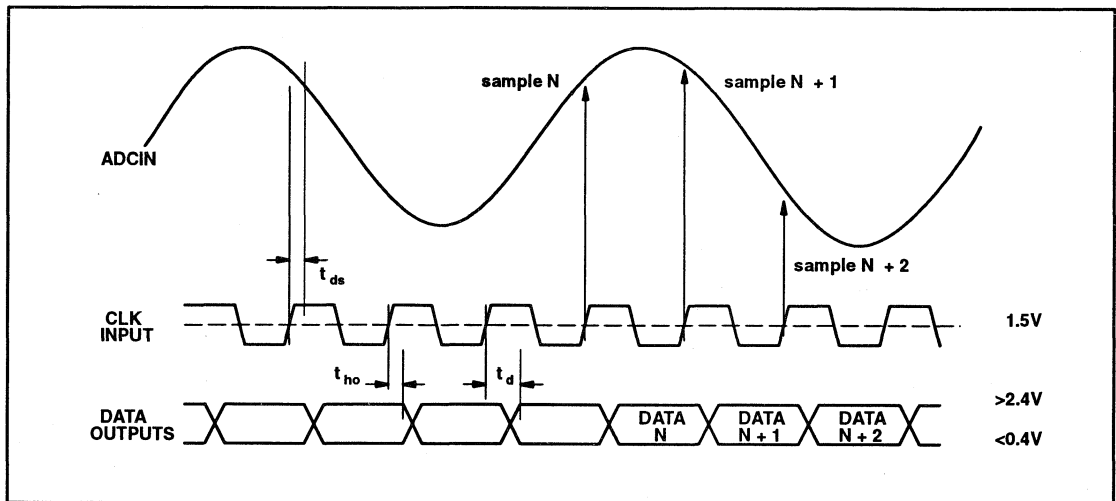 sample N
sample N + 1
ADCIN
sample N + 2
t ds
CLK
INPUT
1.5V
t ho
t d
DATA
OUTPUTS
DATA
N
DATA
N + 1
DATA
N + 2
>2.4V
<0.4V